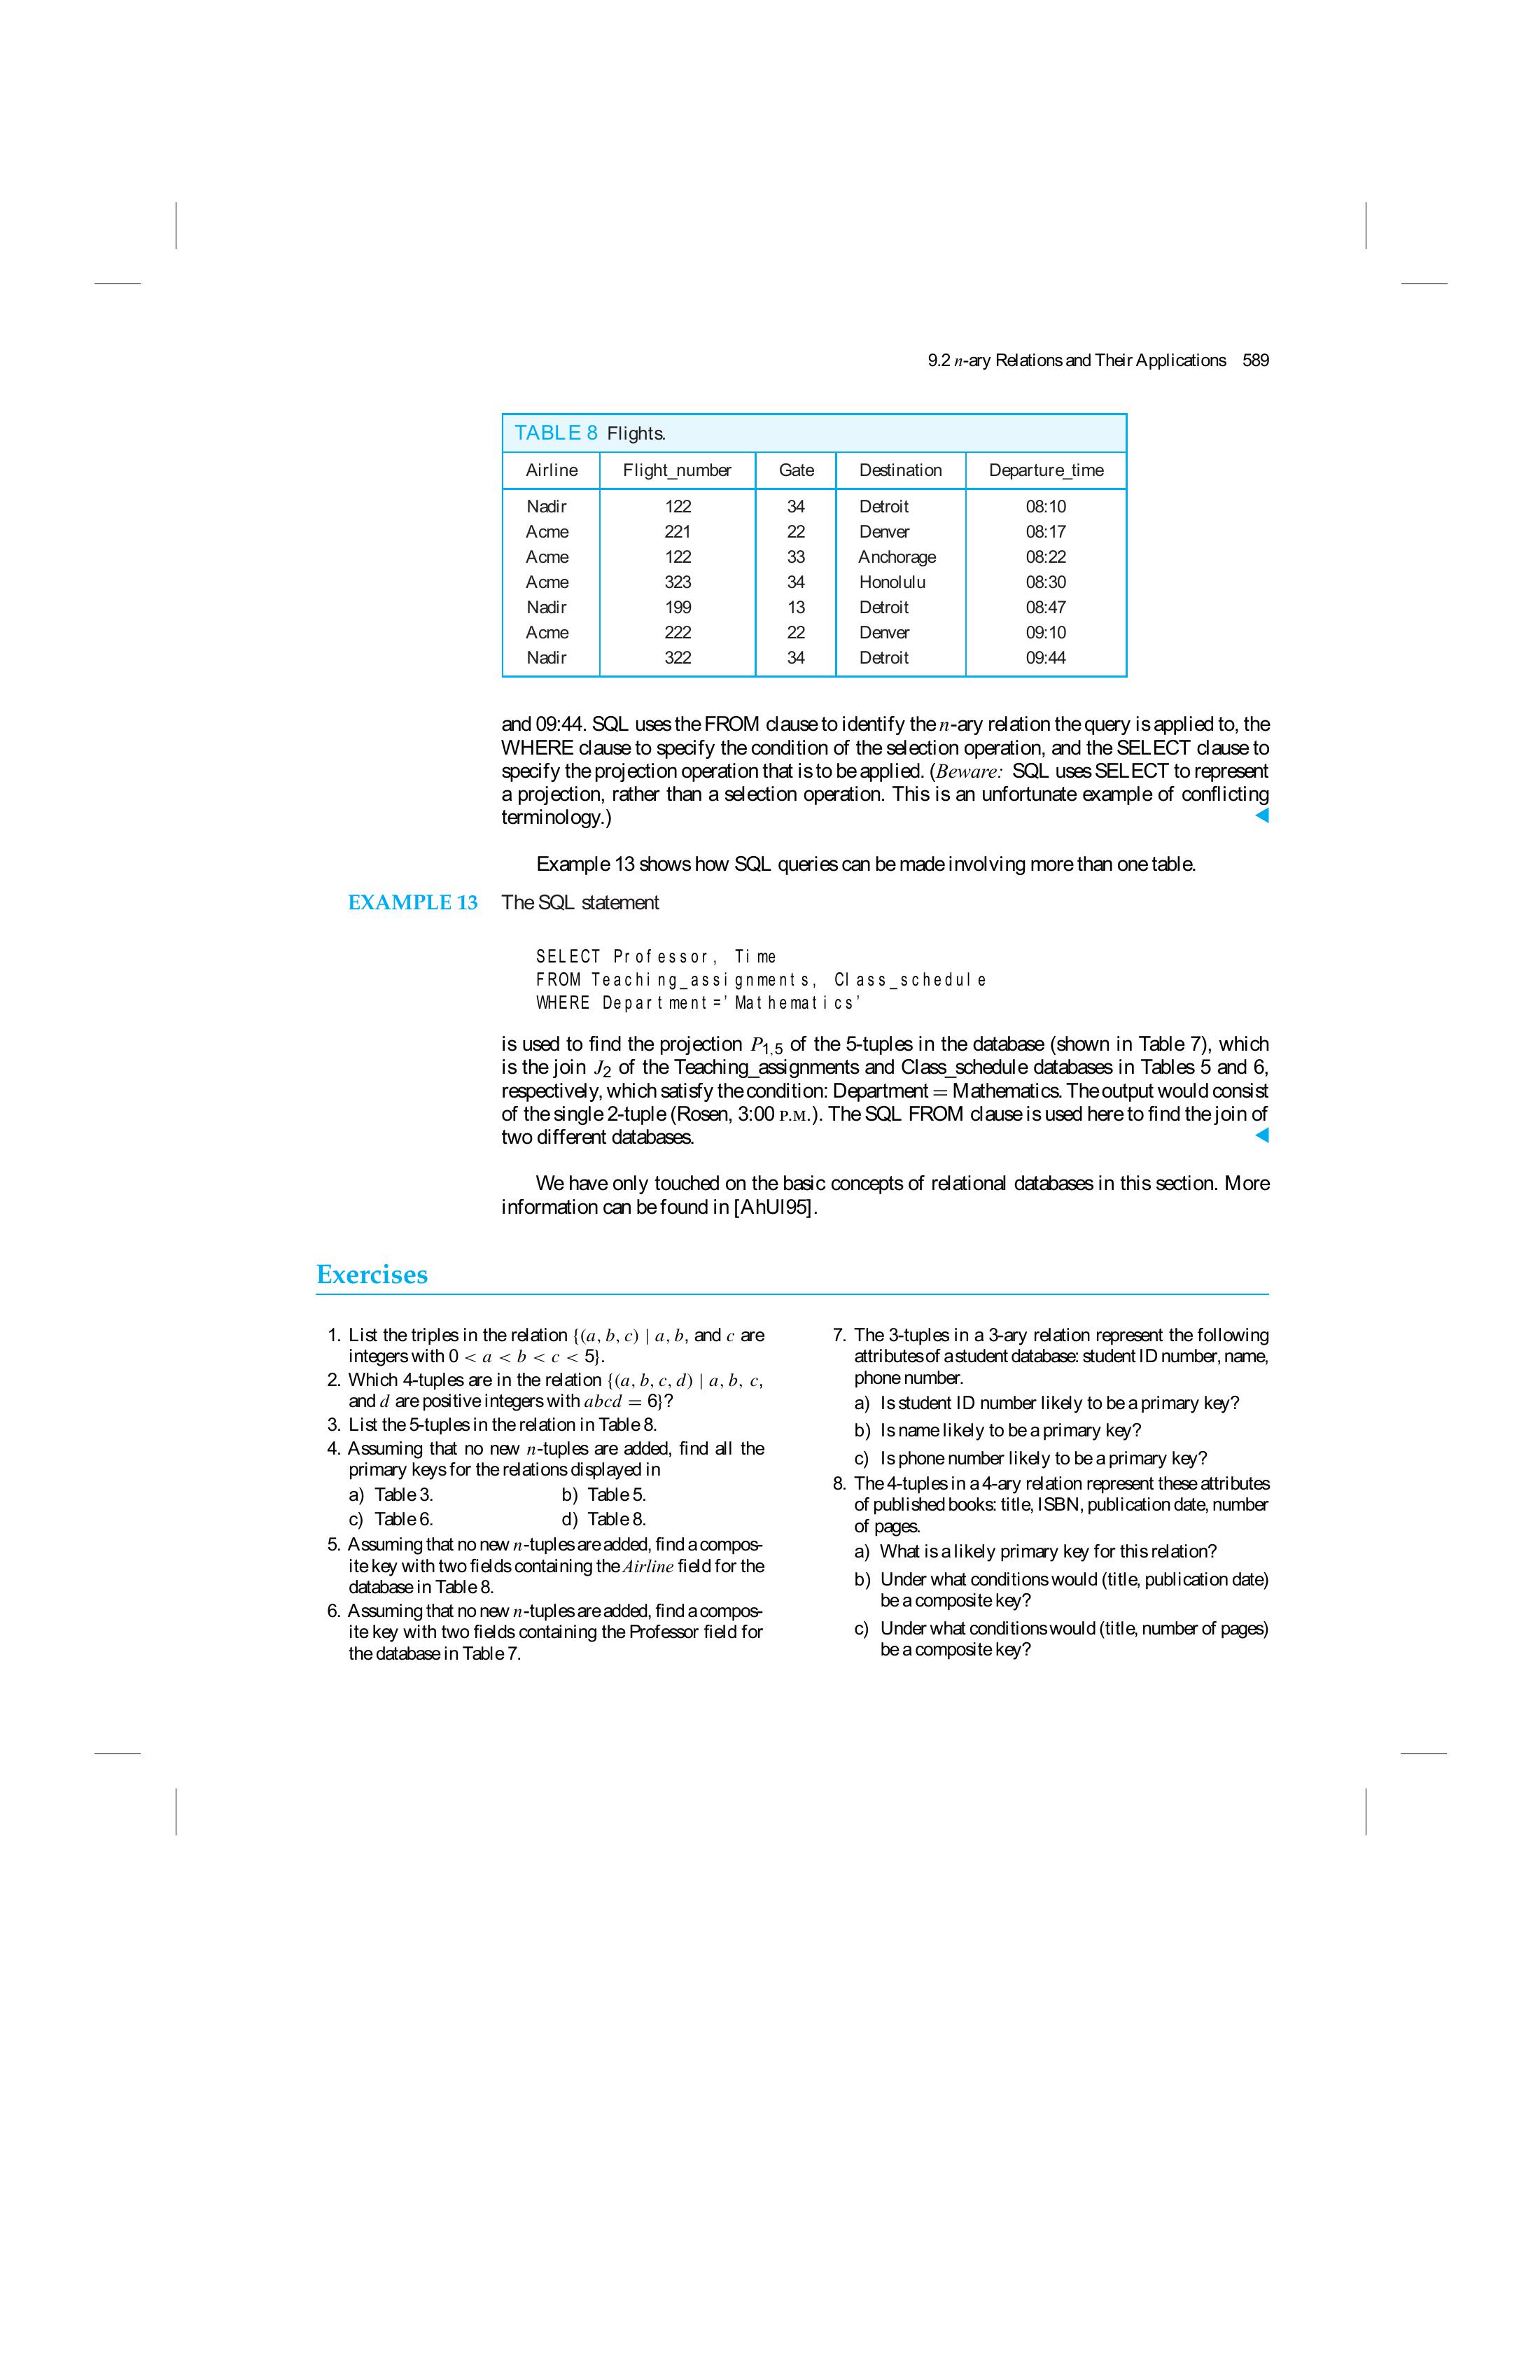 9.2 n-ary Relations and Their Applications 589
TABLE 8 Flights.
Airline Flight_number Gate Destination Departure_time
Nadir 122 34 Detroit 08:10
Acme 221 22 Denver 08:17
Acme 122 33 Anchorage 08:22
Acme 323 34 Honolulu 08:30
Nadir 199 13 Detroit 08:47
Acme 222 22 Denver 09:10
Nadir 322 34 Detroit 09:44
and 09:44. SQL uses the FROM clause to identify the n-ary relation the query is applied to, the
WHERE clause to specify the condition of the selection operation, and the SELECT clause to
specify the projection operation that is to be applied. (Beware: SQL uses SELECT to represent
a projection, rather than a selection operation. This is an unfortunate example of conflicting
terminology.)
Example 13 shows how SQL queries can be made involving more than one table.
EXAMPLE 13 The SQL statement
SELECT Professor, Time
FROM Teaching_assignments, Class_schedule
WHERE Department='Mathematics'
is used to find the projection P1,5 of the 5-tuples in the database (shown in Table 7), which
is the join J2 of the Teaching_assignments and Class_schedule databases in Tables 5 and 6,
respectively, which satisfy the condition: Department = Mathematics. The output would consist
of the single 2-tuple (Rosen, 3:00 P.M.). The SQL FROM clause is used here to find the join of
two different databases.
We have only touched on the basic concepts of relational databases in this section. More
information can be found in [AhUl95].
Exercises
1. List the triples in the relation {(a, b, c) | a, b, and c are
integers with 0 < a < b < c < 5}.
2. Which 4-tuples are in the relation {(a, b, c, d) | a, b, c,
and d are positive integers with abcd = 6}?
3. List the 5-tuples in the relation in Table 8.
4. Assuming that no new n-tuples are added, find all the
primary keys for the relations displayed in
a) Table 3. b) Table 5.
c) Table 6. d) Table 8.
5. Assuming that no new n-tuples are added, find a compos-
ite key with two fields containing the Airline field for the
database in Table 8.
6. Assuming that no new n-tuples are added, find a compos-
ite key with two fields containing the Professor field for
the database in Table 7.
7. The 3-tuples in a 3-ary relation represent the following
attributes of a student database: student ID number, name,
phone number.
a) Is student ID number likely to be a primary key?
b) Is name likely to be a primary key?
c) Is phone number likely to be a primary key?
8. The 4-tuples in a 4-ary relation represent these attributes
of published books: title, ISBN, publication date, number
of pages.
a) What is a likely primary key for this relation?
b) Under what conditions would (title, publication date)
be a composite key?
c) Under what conditions would (title, number of pages)
be a composite key?